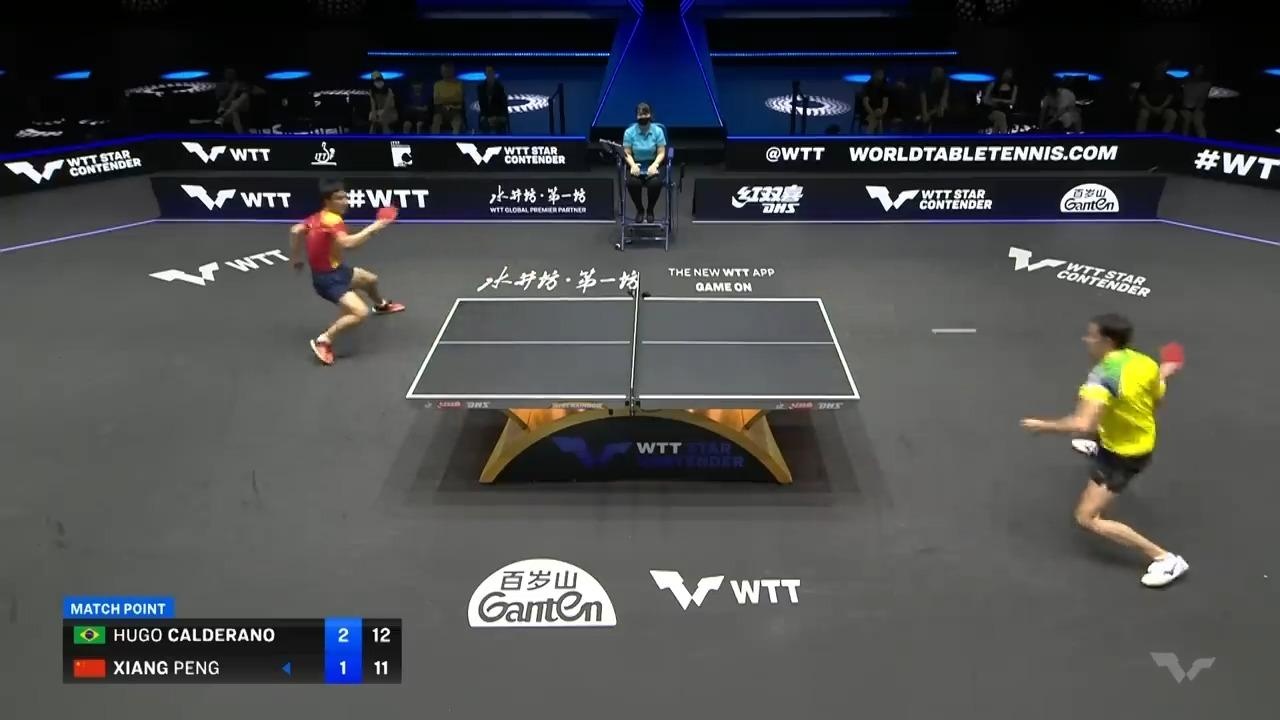 WTT STAR
CONTENDER
WTT
WTT STAR
CONTENDER
@WTT
WORLDTABLETENNIS.COM
#WTT
WTT
#WTT
水井坊·第一坊
WTT GLOBAL PREMIER PARTNER
红双喜
DHS
WTT STAR
CONTENDER
百岁山
Ganten
WTT
水井坊·第一坊
THE NEW WTT APP
GAME ON
WTT STAR
CONTENDER
DHS
DHS
WTT STAR
CONTENDER
百岁山
Ganten
WTT
MATCH POINT
HUGO CALDERANO 2 12
XIANG PENG 1 11